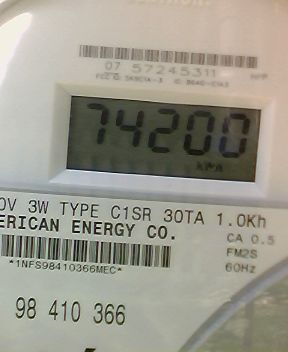 07 57245311
74200
0V 3W TYPE C1SR 30TA 1.0Kh
ERICAN ENERGY CO.
CA 0.5
FM2S
*1NFS98410366MEC*
60Hz
98 410 366